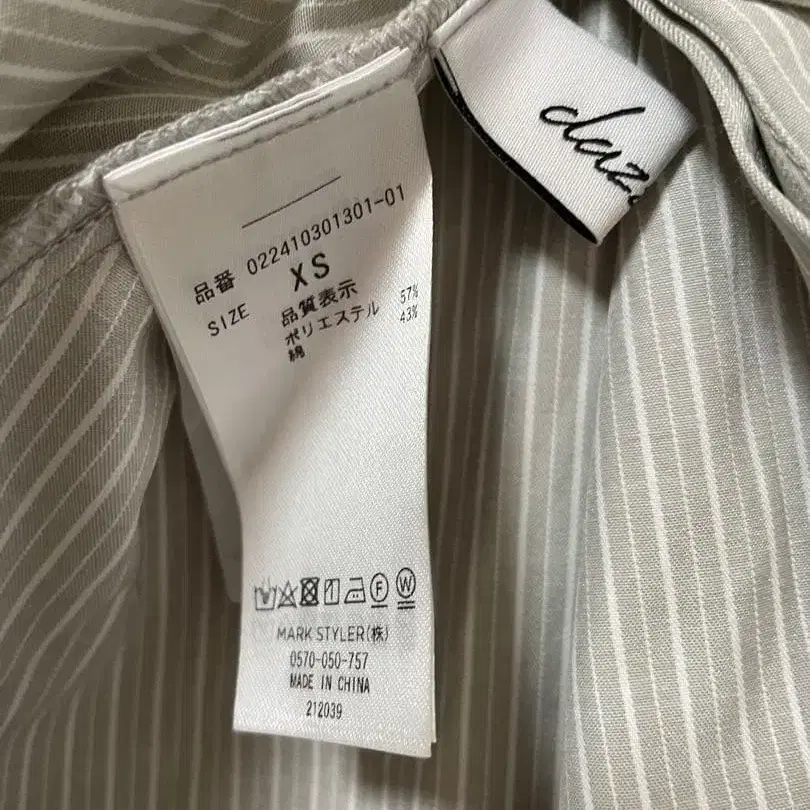 品番 022410301301-01
SIZE XS
品質表示
ポリエステル 57%
綿 43%
F W
MARK STYLER(株)
0570-050-757
MADE IN CHINA
212039
daz